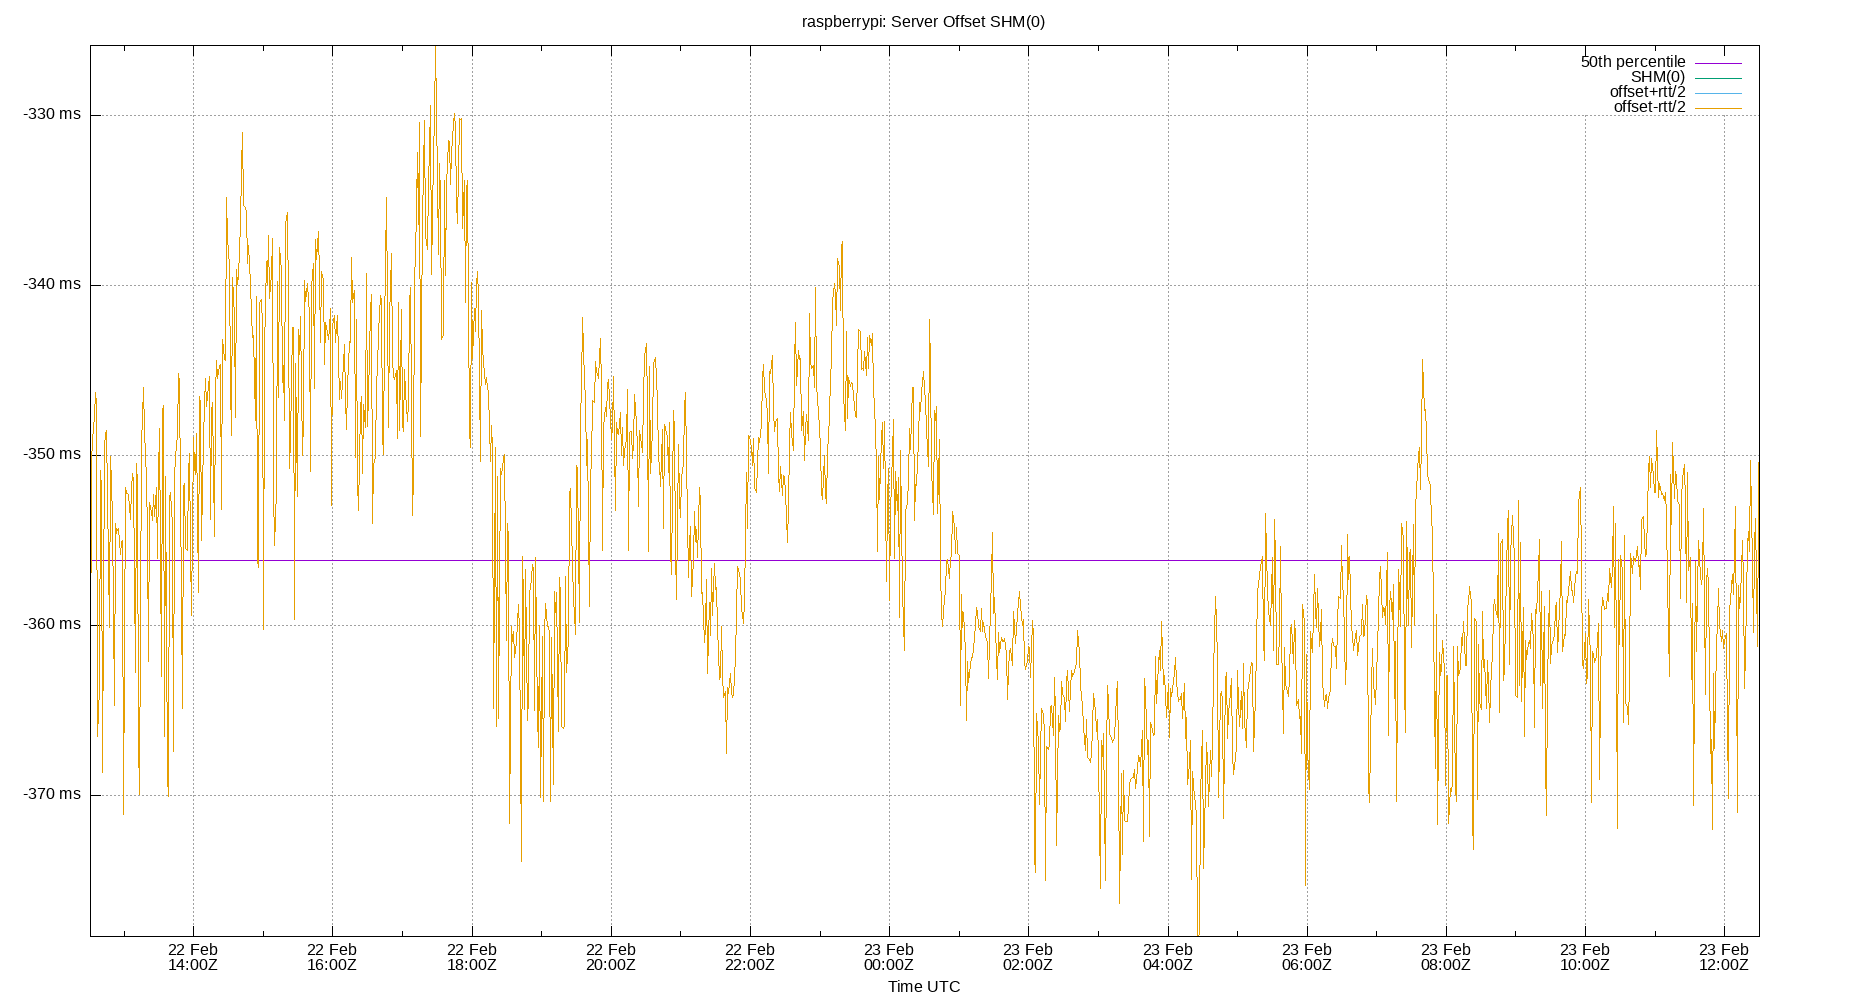 raspberrypi: Server Offset SHM(0)
50th percentile
SHM(0)
offset+rtt/2
offset-rtt/2
-330 ms
-340 ms
-350 ms
-360 ms
-370 ms
22 Feb 22 Feb 22 Feb 22 Feb 22 Feb 23 Feb 23 Feb 23 Feb 23 Feb 23 Feb 23 Feb 23 Feb
14:00Z 16:00Z 18:00Z 20:00Z 22:00Z 00:00Z 02:00Z 04:00Z 06:00Z 08:00Z 10:00Z 12:00Z
Time UTC